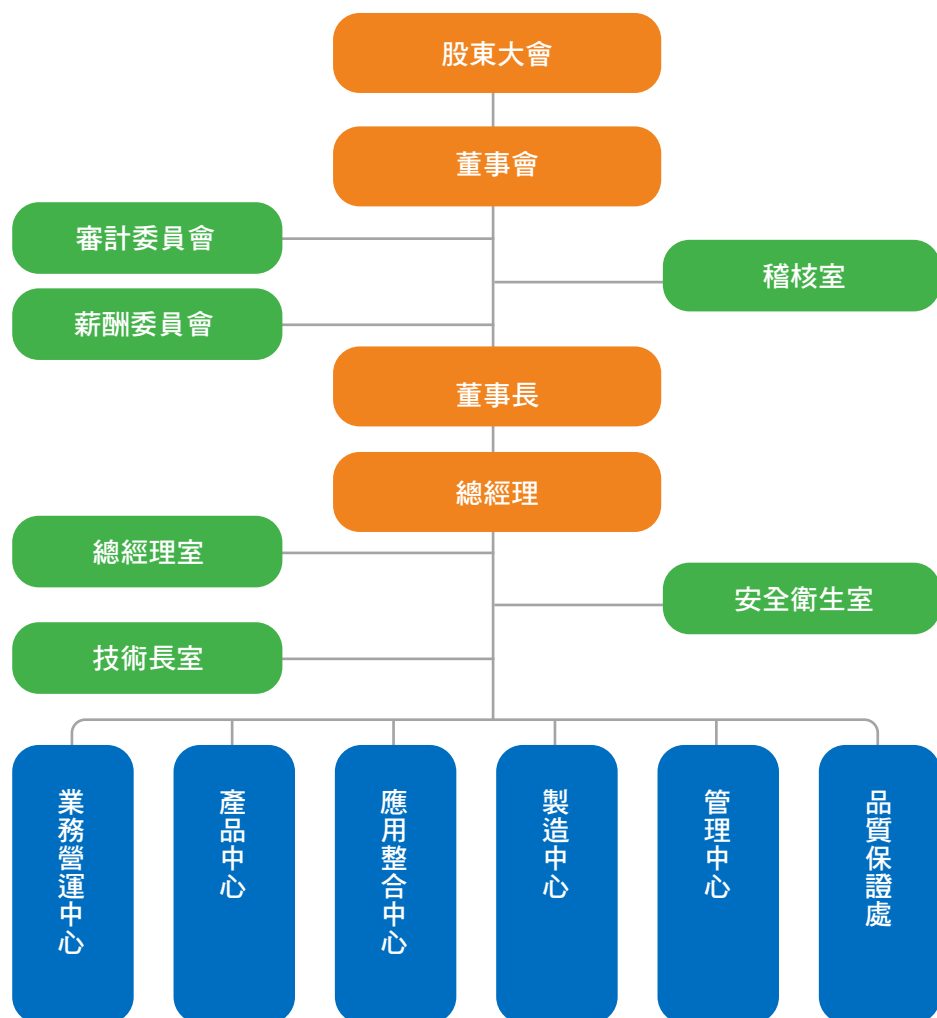 股東大會
董事會
審計委員會
稽核室
薪酬委員會
董事長
總經理
總經理室
安全衛生室
技術長室
業務營運中心
產品中心
應用整合中心
製造中心
管理中心
品質保證處